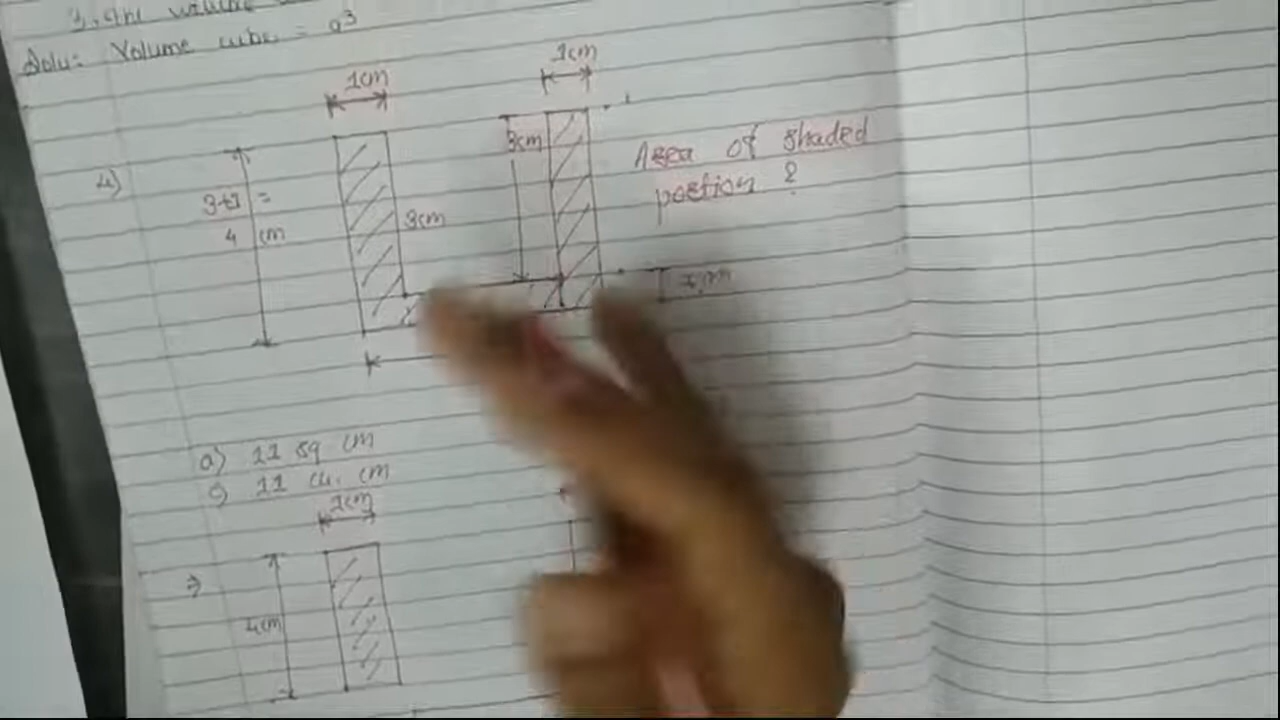 Solu: Volume cube = a³
1cm
1cm
4)
3+1 =
4 cm
3cm
3cm
Area of shaded
portion ?
1cm
a) 11 sq cm
c) 11 cu. cm
1cm
⇒
4cm